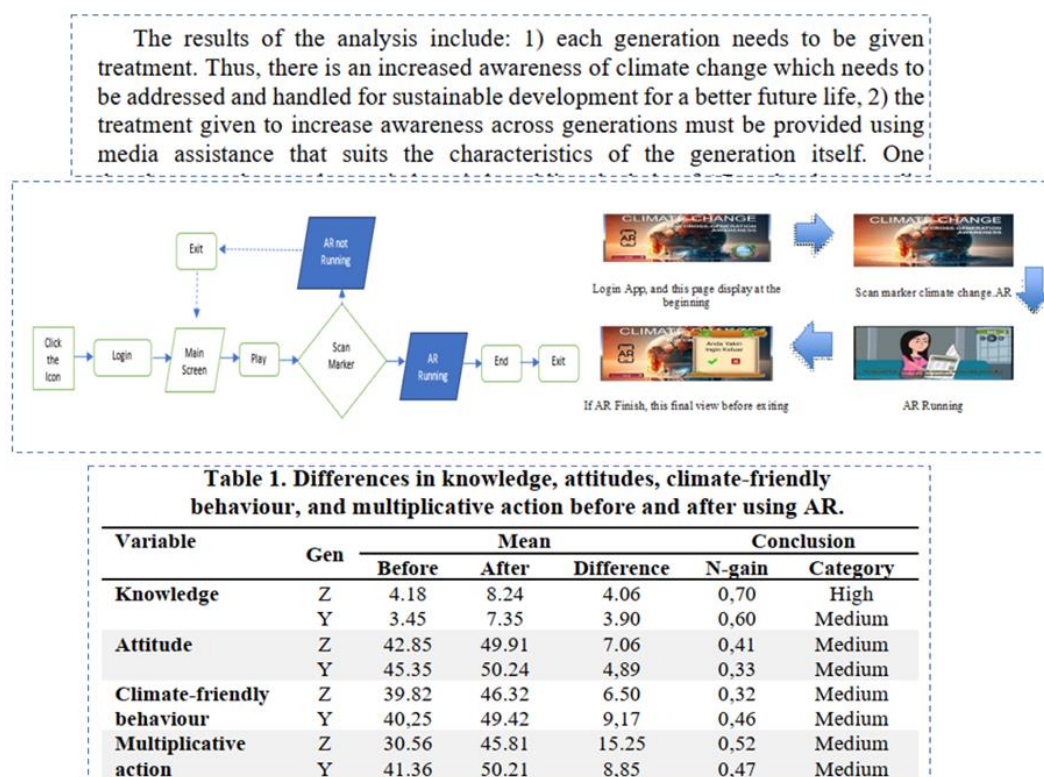 The results of the analysis include: 1) each generation needs to be given
treatment. Thus, there is an increased awareness of climate change which needs to
be addressed and handled for sustainable development for a better future life, 2) the
treatment given to increase awareness across generations must be provided using
media assistance that suits the characteristics of the generation itself. One
Click the Icon
Login
Main Screen
Exit
Play
Scan Marker
AR not Running
AR Running
End
Exit
CLIMATE CHANGE
AR
Login App, and this page display at the
beginning
CLIMATE CHANGE
CROSS-GENERATION
AWARENESS
Scan marker climate change AR
AR Running
CLIMATE
AR
Anda Yakin
Ingin Keluar
If AR Finish, this final view before exiting
Table 1. Differences in knowledge, attitudes, climate-friendly
behaviour, and multiplicative action before and after using AR.
Variable Gen Mean Conclusion
Before After Difference N-gain Category
Knowledge Z 4.18 8.24 4.06 0,70 High
Y 3.45 7.35 3.90 0,60 Medium
Attitude Z 42.85 49.91 7.06 0,41 Medium
Y 45.35 50.24 4,89 0,33 Medium
Climate-friendly Z 39.82 46.32 6.50 0,32 Medium
behaviour Y 40,25 49.42 9,17 0,46 Medium
Multiplicative Z 30.56 45.81 15.25 0,52 Medium
action Y 41.36 50.21 8,85 0,47 Medium